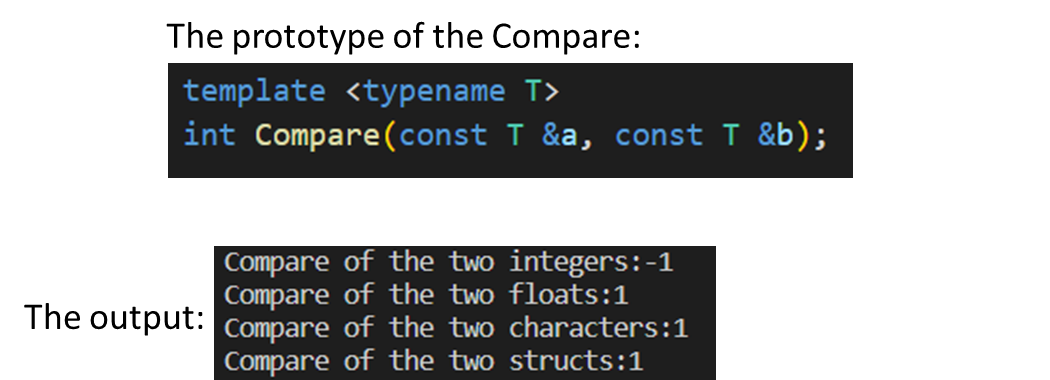 The prototype of the Compare:
template <typename T>
int Compare(const T &a, const T &b);
The output:
Compare of the two integers:-1
Compare of the two floats:1
Compare of the two characters:1
Compare of the two structs:1